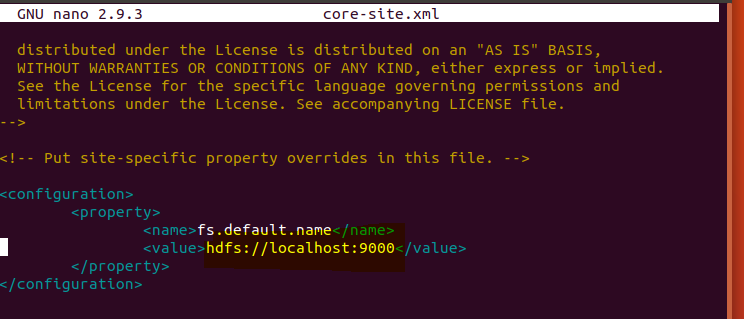 GNU nano 2.9.3 core-site.xml
distributed under the License is distributed on an "AS IS" BASIS,
WITHOUT WARRANTIES OR CONDITIONS OF ANY KIND, either express or implied.
See the License for the specific language governing permissions and
limitations under the License. See accompanying LICENSE file.
-->
<!-- Put site-specific property overrides in this file. -->
<configuration>
<property>
<name>fs.default.name</name>
<value>hdfs://localhost:9000</value>
</property>
</configuration>